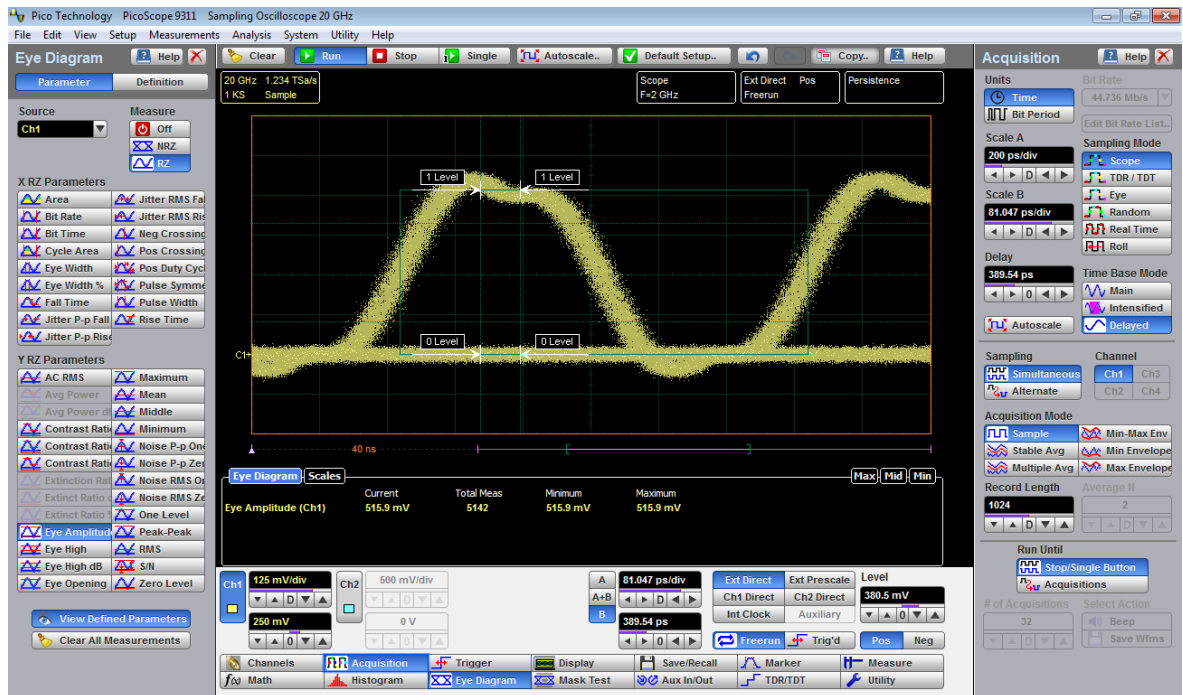 Pico Technology PicoScope 9311 Sampling Oscilloscope 20 GHz
File Edit View Setup Measurements Analysis System Utility Help
Eye Diagram Help
Parameter Definition
Source Measure
Ch1 Off
NRZ
RZ
X RZ Parameters
Area Jitter RMS Fal
Bit Rate Jitter RMS Ris
Bit Time Neg Crossing
Cycle Area Pos Crossing
Eye Width Pos Duty Cycl
Eye Width % Pulse Symme
Fall Time Pulse Width
Jitter P-p Fall Rise Time
Jitter P-p Rise
Y RZ Parameters
AC RMS Maximum
Avg Power Mean
Avg Power dB Middle
Contrast Ratio Minimum
Contrast Ratio Noise P-p One
Contrast Ratio Noise P-p Zer
Extinction Rat Noise RMS On
Extinct Ratio Noise RMS Ze
Extinct Ratio One Level
Eye Amplitude Peak-Peak
Eye High RMS
Eye High dB S/N
Eye Opening Zero Level
View Defined Parameters
Clear All Measurements
Clear Run Stop Single Autoscale.. Default Setup.. Copy.. Help
20 GHz 1.234 TSa/s
1 KS Sample
Scope
F=2 GHz
Ext Direct Pos
Freerun
Persistence
1 Level 1 Level
0 Level 0 Level
C1
40 ns
Eye Diagram Scales Max Mid Min
Current Total Meas Minimum Maximum
Eye Amplitude (Ch1) 515.9 mV 5142 515.9 mV 515.9 mV
Ch1 125 mV/div Ch2 500 mV/div
D D
250 mV 0 V
0 0
A 81.047 ps/div
A+B D
B 389.54 ps
0
Ext Direct Ext Prescale Level
Ch1 Direct Ch2 Direct 380.5 mV
Int Clock Auxiliary 0
Freerun Trig'd Pos Neg
Channels Acquisition Trigger Display Save/Recall Marker Measure
f(x) Math Histogram Eye Diagram Mask Test Aux In/Out TDR/TDT Utility
Acquisition Help
Units Bit Rate
Time 44.736 Mb/s
Bit Period Edit Bit Rate List..
Scale A Sampling Mode
200 ps/div Scope
D TDR / TDT
Scale B Eye
81.047 ps/div Random
D Real Time
Roll
Delay
389.54 ps Time Base Mode
0 Main
Intensified
Autoscale Delayed
Sampling Channel
Simultaneous Ch1 Ch3
Alternate Ch2 Ch4
Acquisition Mode
Sample Min-Max Env
Stable Avg Min Envelope
Multiple Avg Max Envelope
Record Length Average N
1024 2
D D
Run Until
Stop/Single Button
Acquisitions
# of Acquisitions Select Action
32 Beep
D Save Wfms